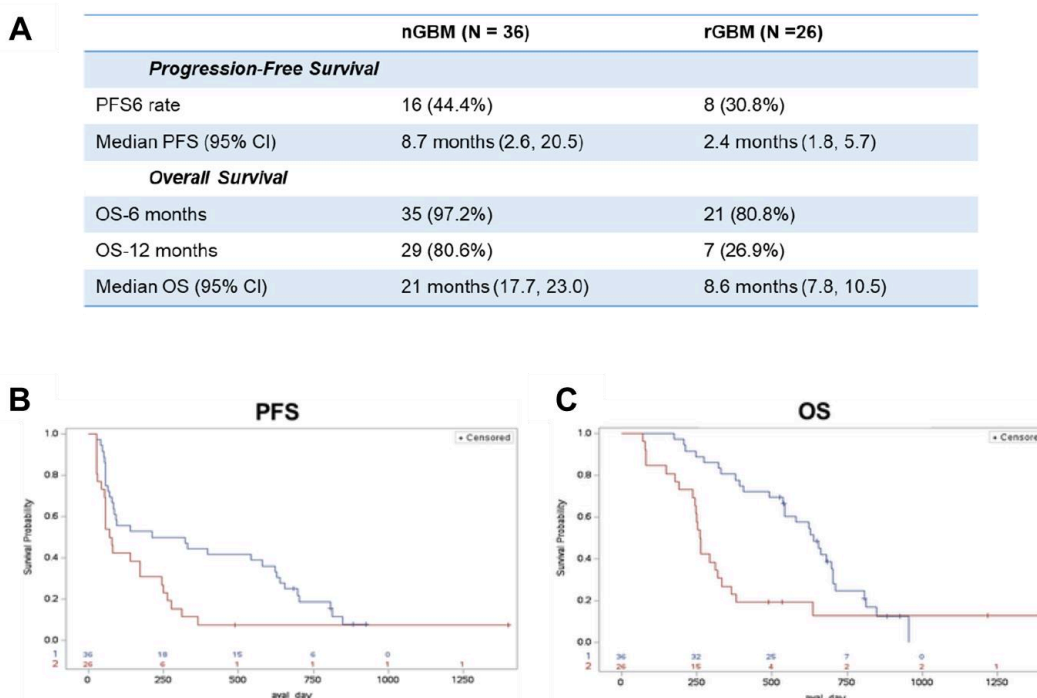 A
nGBM (N = 36) rGBM (N =26)
Progression-Free Survival
PFS6 rate 16 (44.4%) 8 (30.8%)
Median PFS (95% CI) 8.7 months (2.6, 20.5) 2.4 months (1.8, 5.7)
Overall Survival
OS-6 months 35 (97.2%) 21 (80.8%)
OS-12 months 29 (80.6%) 7 (26.9%)
Median OS (95% CI) 21 months (17.7, 23.0) 8.6 months (7.8, 10.5)
B
PFS
+ Censored
Survival Probability
1.0
0.8
0.6
0.4
0.2
0.0
1 36 18 15 6 0
2 26 6 1 1 1 1
0 250 500 750 1000 1250
aval_day
C
OS
+ Censored
Survival Probability
1.0
0.8
0.6
0.4
0.2
0.0
1 36 32 25 7 0
2 26 15 4 2 2 1
0 250 500 750 1000 1250
aval_day